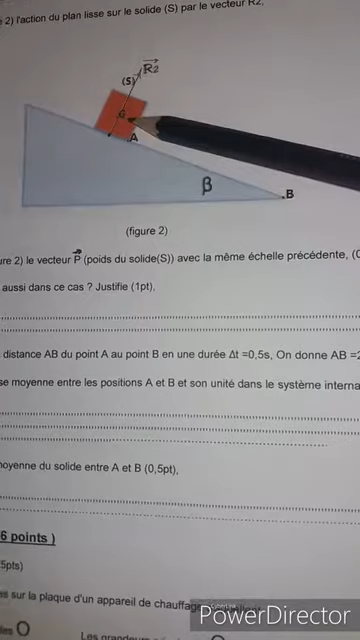 2) l'action du plan lisse sur le solide (S) par le vecteur R2,
R2
(S)
G
A
β
B
(figure 2)
ure 2) le vecteur P (poids du solide(S)) avec la même échelle précédente, (
aussi dans ce cas ? Justifie (1pt),
distance AB du point A au point B en une durée Δt =0,5s, On donne AB =
se moyenne entre les positions A et B et son unité dans le système interna
moyenne du solide entre A et B (0,5pt),
6 points )
5pts)
es sur la plaque d'un appareil de chauffage
CyberLink
PowerDirector
les O Les grandeurs